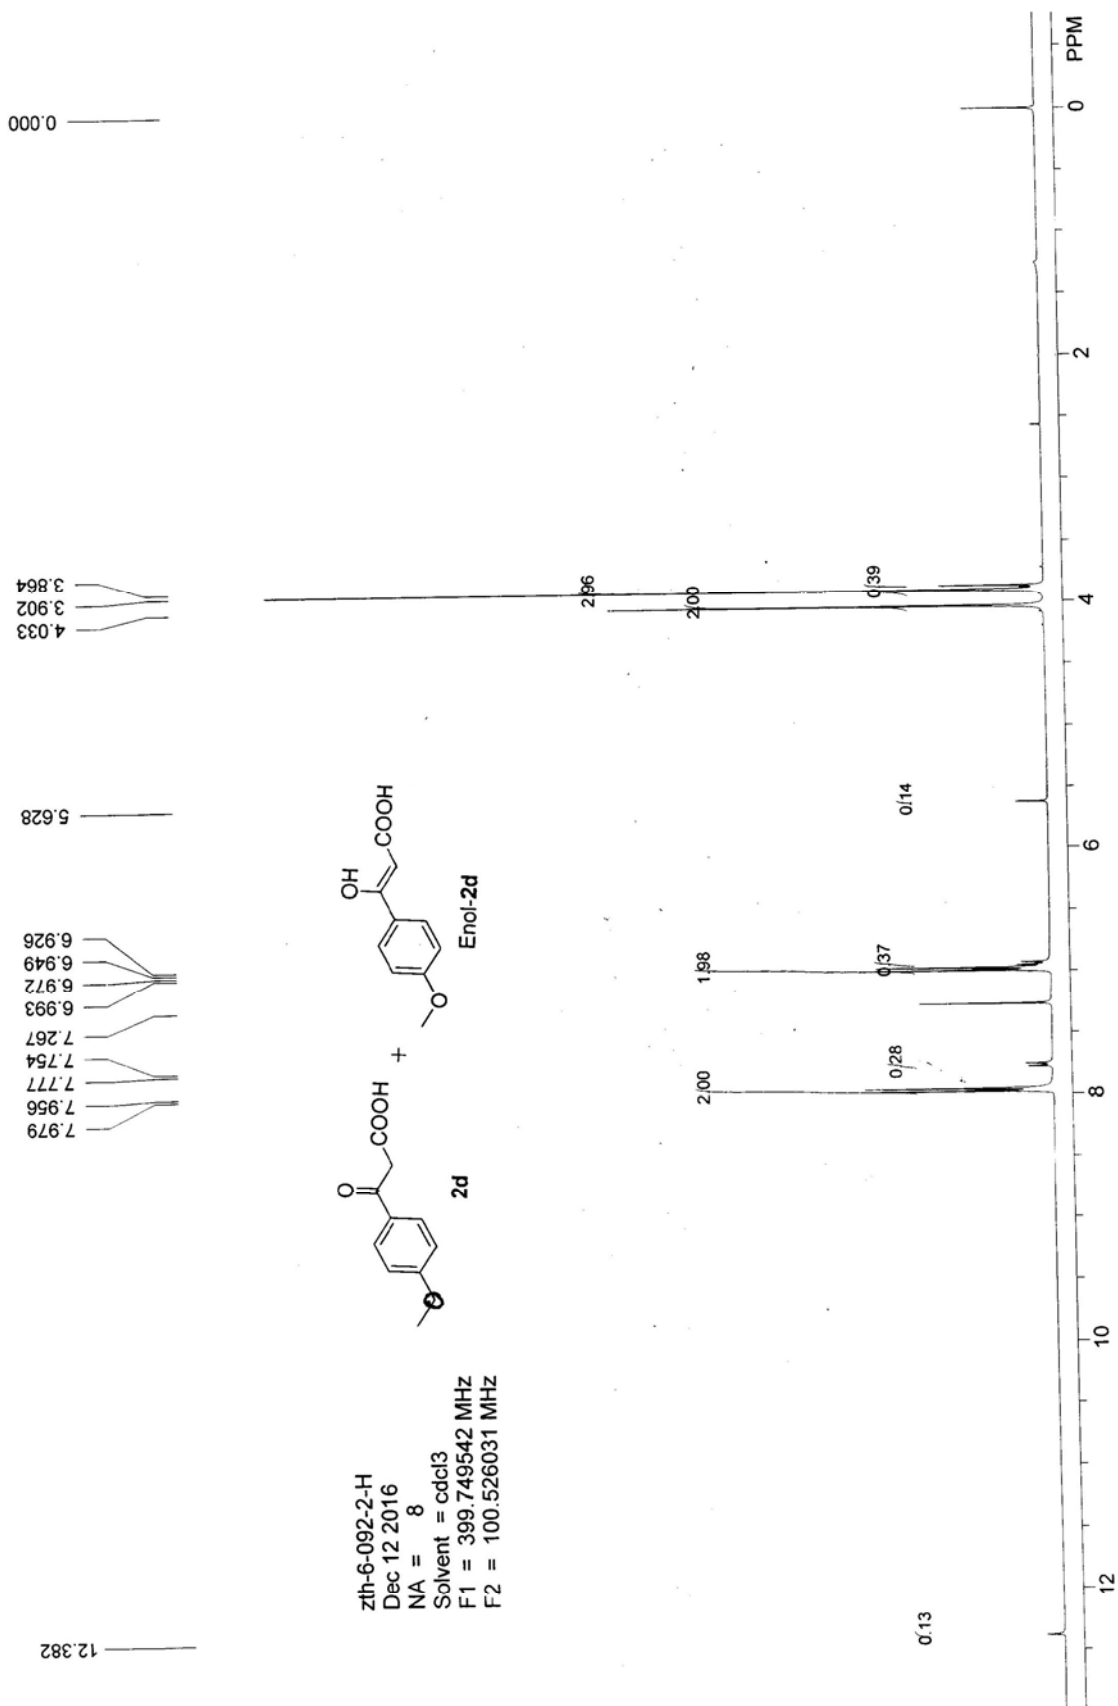 12.382
7.979
7.956
7.777
7.754
7.267
6.993
6.972
6.949
6.926
5.628
4.033
3.902
3.864
0.000
zth-6-092-2-H
Dec 12 2016
NA = 8
Solvent = cdcl3
F1 = 399.749542 MHz
F2 = 100.526031 MHz
O
COOH
O
2d
+
OH
COOH
O
Enol-2d
0.13
2.00
0.28
1.98
0.37
0.14
2.00
2.96
0.39
12
10
8
6
4
2
0
PPM